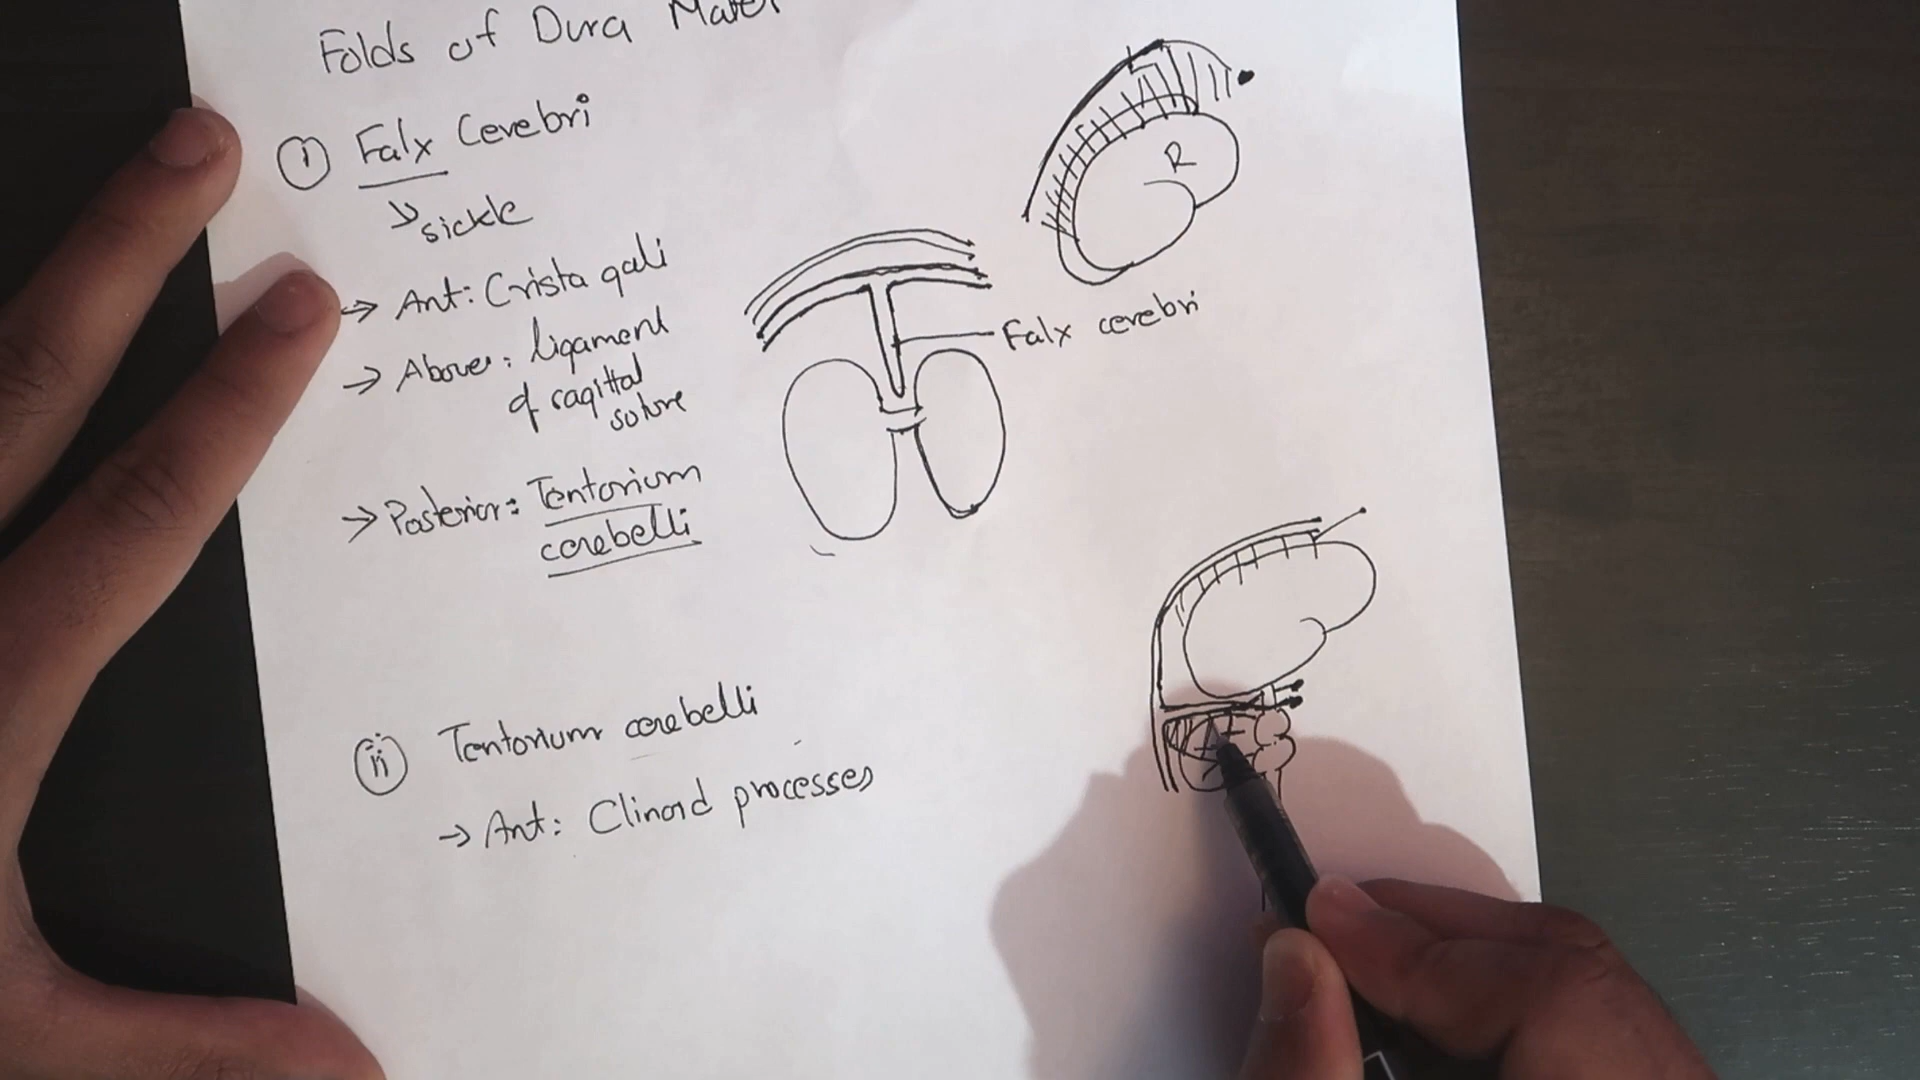 Folds of Dura Mater
i Falx Cerebri
sickle
→ Ant: Crista gali
→ Above: ligament
of sagittal
suture
→ Posterior: Tentorium
cerebelli
R
Falx cerebri
ii Tentorium cerebelli
→ Ant: Clinoid processes